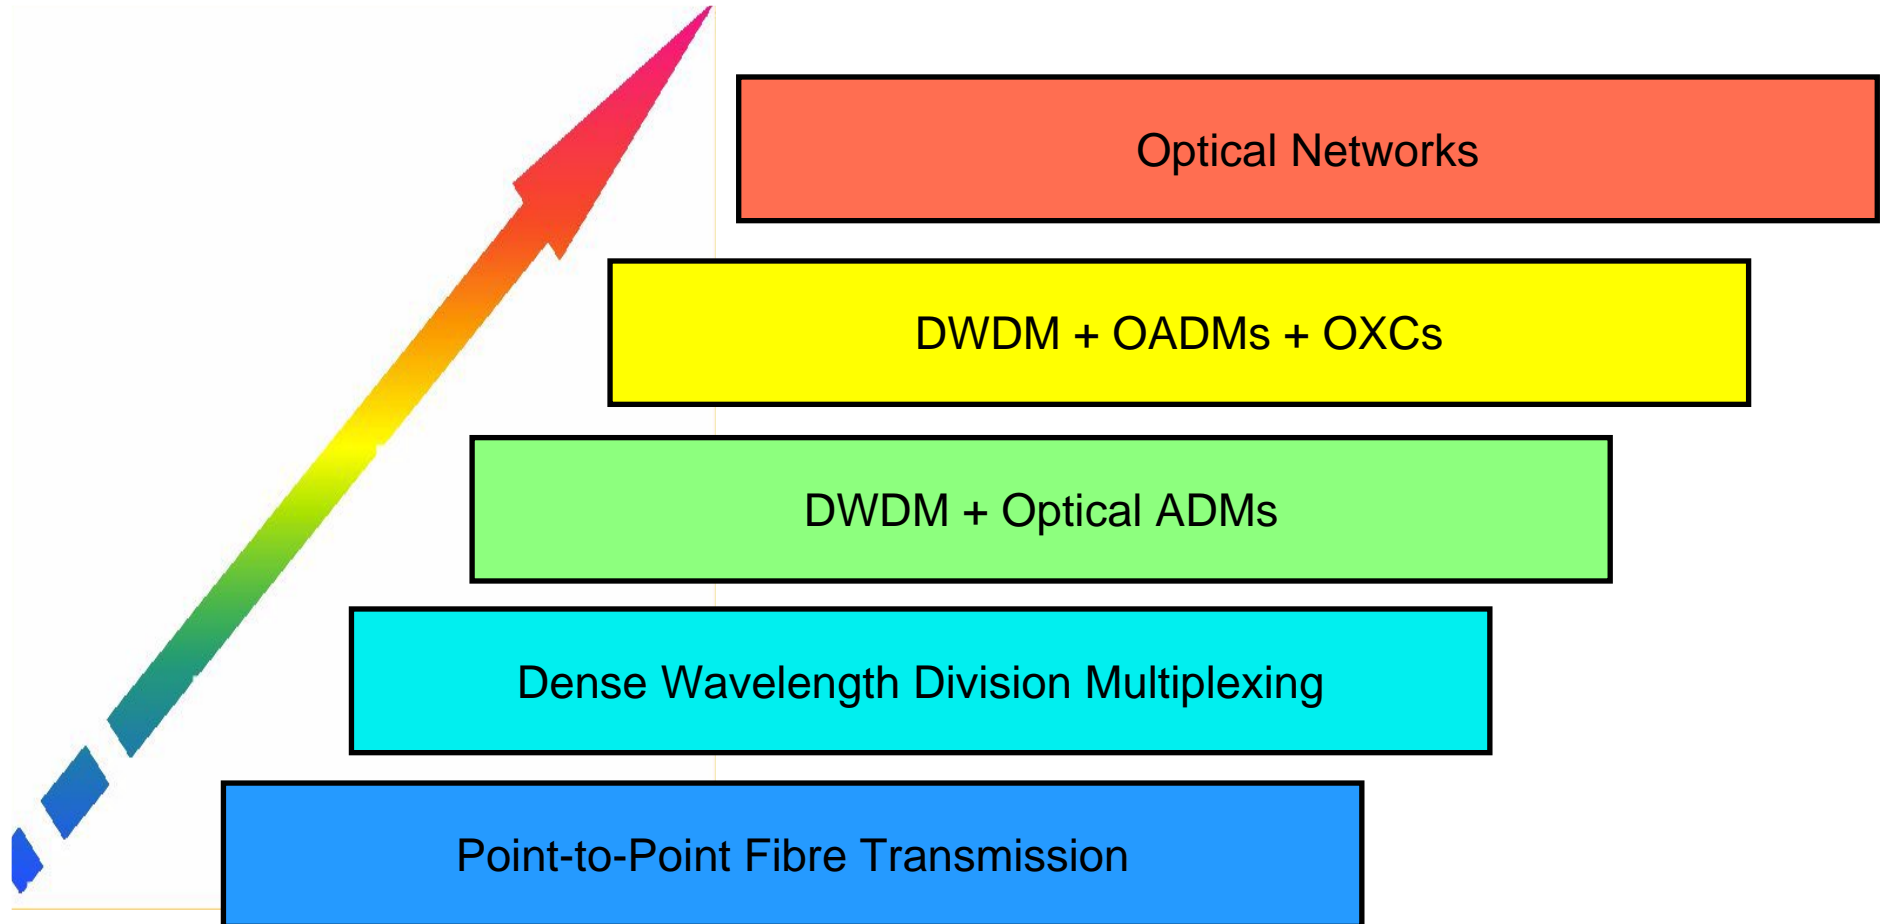 Optical Networks
DWDM + OADMs + OXCs
DWDM + Optical ADMs
Dense Wavelength Division Multiplexing
Point-to-Point Fibre Transmission